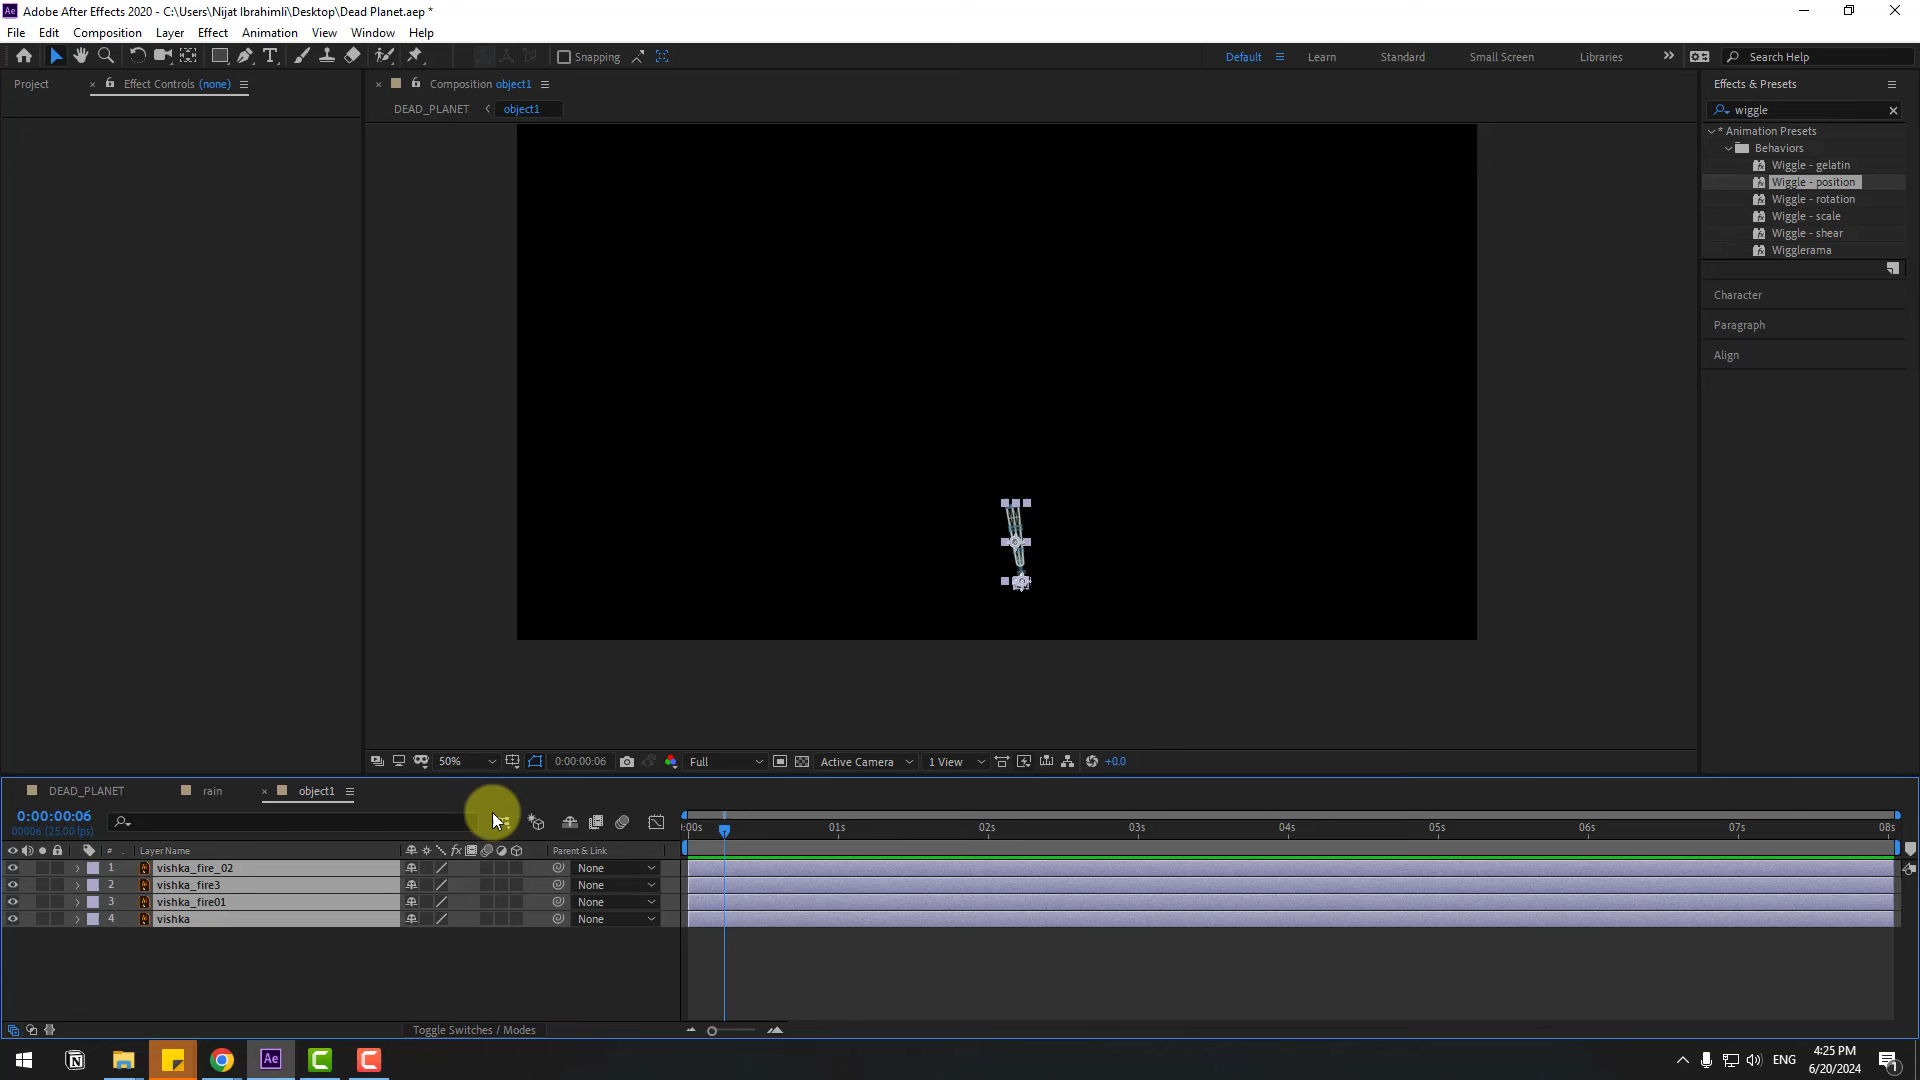 Adobe After Effects 2020 - C:\Users\Nijat Ibrahimli\Desktop\Dead Planet.aep *
File Edit Composition Layer Effect Animation View Window Help
Snapping Default Learn Standard Small Screen Libraries Search Help
Project Effect Controls (none) Composition object1 Effects & Presets
DEAD_PLANET object1
wiggle
* Animation Presets
Behaviors
Wiggle - gelatin
Wiggle - position
Wiggle - rotation
Wiggle - scale
Wiggle - shear
Wigglerama
Character
Paragraph
Align
50% 0:00:00:06 Full Active Camera 1 View +0.0
DEAD_PLANET rain object1
0:00:00:06
00006 (25.00 fps)
:00s 01s 02s 03s 04s 05s 06s 07s 08s
# Layer Name Parent & Link
1 vishka_fire_02 None
2 vishka_fire3 None
3 vishka_fire01 None
4 vishka None
Toggle Switches / Modes
ENG 4:25 PM
6/20/2024